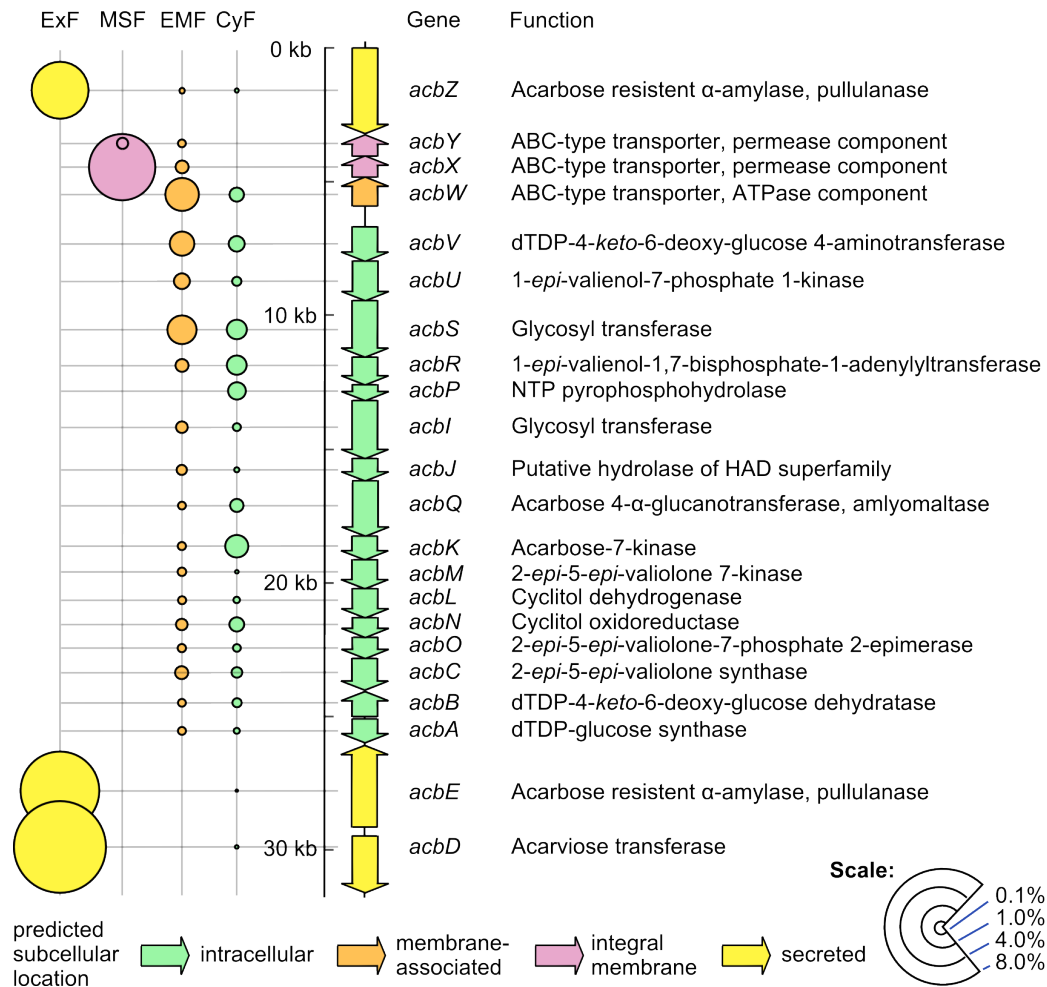 ExF MSF EMF CyF Gene Function
0 kb
acbZ Acarbose resistent α-amylase, pullulanase
acbY ABC-type transporter, permease component
acbX ABC-type transporter, permease component
acbW ABC-type transporter, ATPase component
acbV dTDP-4-keto-6-deoxy-glucose 4-aminotransferase
acbU 1-epi-valienol-7-phosphate 1-kinase
10 kb
acbS Glycosyl transferase
acbR 1-epi-valienol-1,7-bisphosphate-1-adenylyltransferase
acbP NTP pyrophosphohydrolase
acbI Glycosyl transferase
acbJ Putative hydrolase of HAD superfamily
acbQ Acarbose 4-α-glucanotransferase, amlyomaltase
acbK Acarbose-7-kinase
acbM 2-epi-5-epi-valiolone 7-kinase
20 kb
acbL Cyclitol dehydrogenase
acbN Cyclitol oxidoreductase
acbO 2-epi-5-epi-valiolone-7-phosphate 2-epimerase
acbC 2-epi-5-epi-valiolone synthase
acbB dTDP-4-keto-6-deoxy-glucose dehydratase
acbA dTDP-glucose synthase
acbE Acarbose resistent α-amylase, pullulanase
30 kb acbD Acarviose transferase
Scale:
0.1%
1.0%
4.0%
8.0%
predicted
subcellular
location
intracellular
membrane-
associated
integral
membrane
secreted